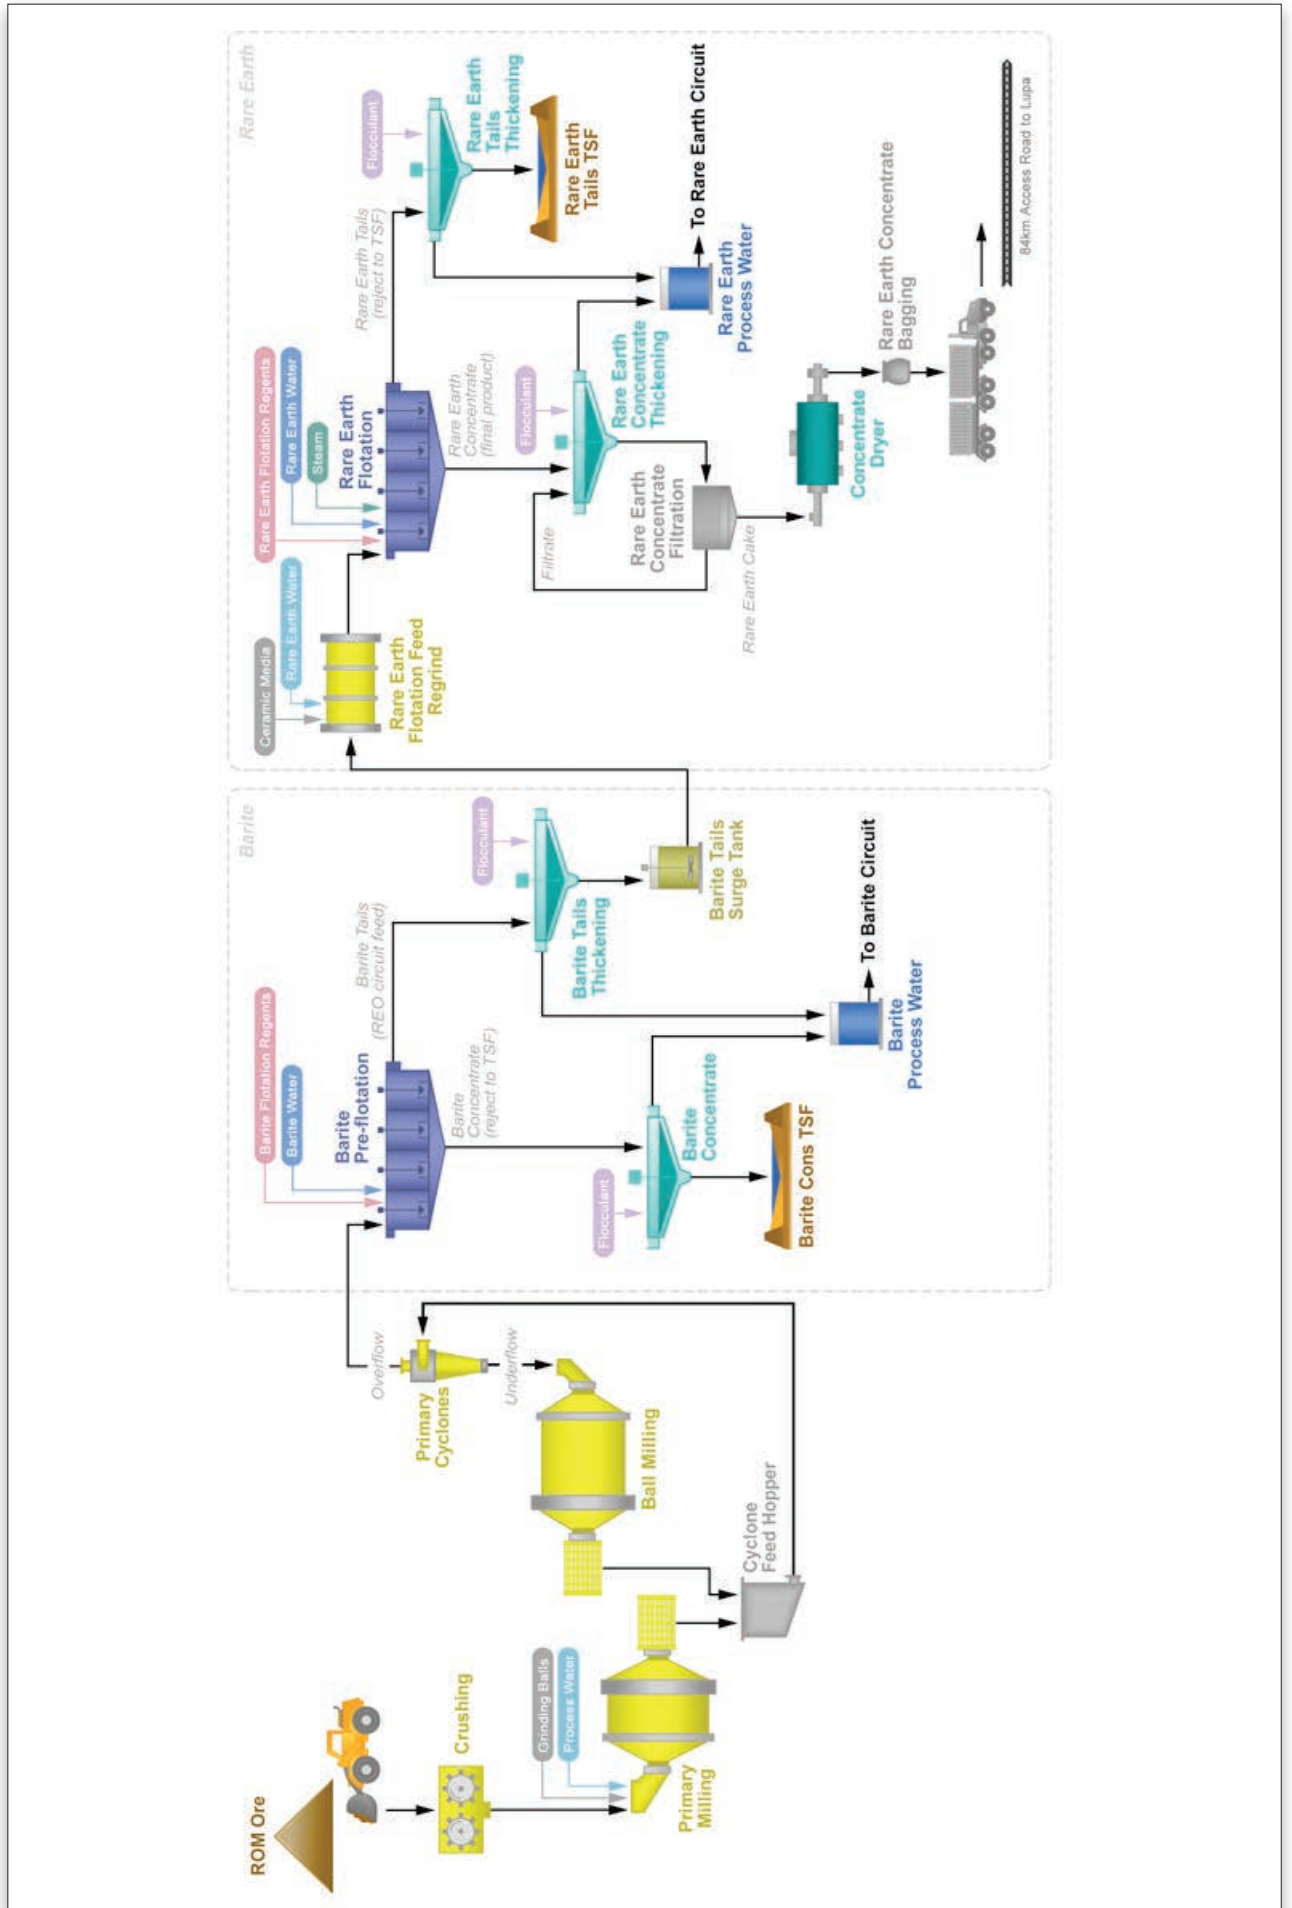 ROM Ore
Crushing
Grinding Balls
Process Water
Primary
Milling
Cyclone
Feed Hopper
Ball Milling
Primary
Cyclones
Overflow
Underflow
Barite
Barite Flotation Regents
Barite Water
Barite
Pre-flotation
Barite Tails
(REO circuit feed)
Barite
Concentrate
(reject to TSF)
Flocculant
Barite
Concentrate
Barite Cons TSF
Flocculant
Barite Tails
Thickening
Barite Tails
Surge Tank
Barite
Process Water
To Barite Circuit
Rare Earth
Ceramic Media
Rare Earth Water
Rare Earth
Flotation Feed
Regrind
Rare Earth Flotation Regents
Rare Earth Water
Steam
Rare Earth
Flotation
Rare Earth Tails
(reject to TSF)
Flocculant
Rare Earth
Tails
Thickening
Rare Earth
Tails TSF
Rare Earth
Concentrate
(final product)
Flocculant
Rare Earth
Concentrate
Thickening
Filtrate
Rare Earth
Concentrate
Filtration
Rare Earth Cake
Rare Earth
Process Water
To Rare Earth Circuit
Concentrate
Dryer
Rare Earth Concentrate
Bagging
84km Access Road to Lupa